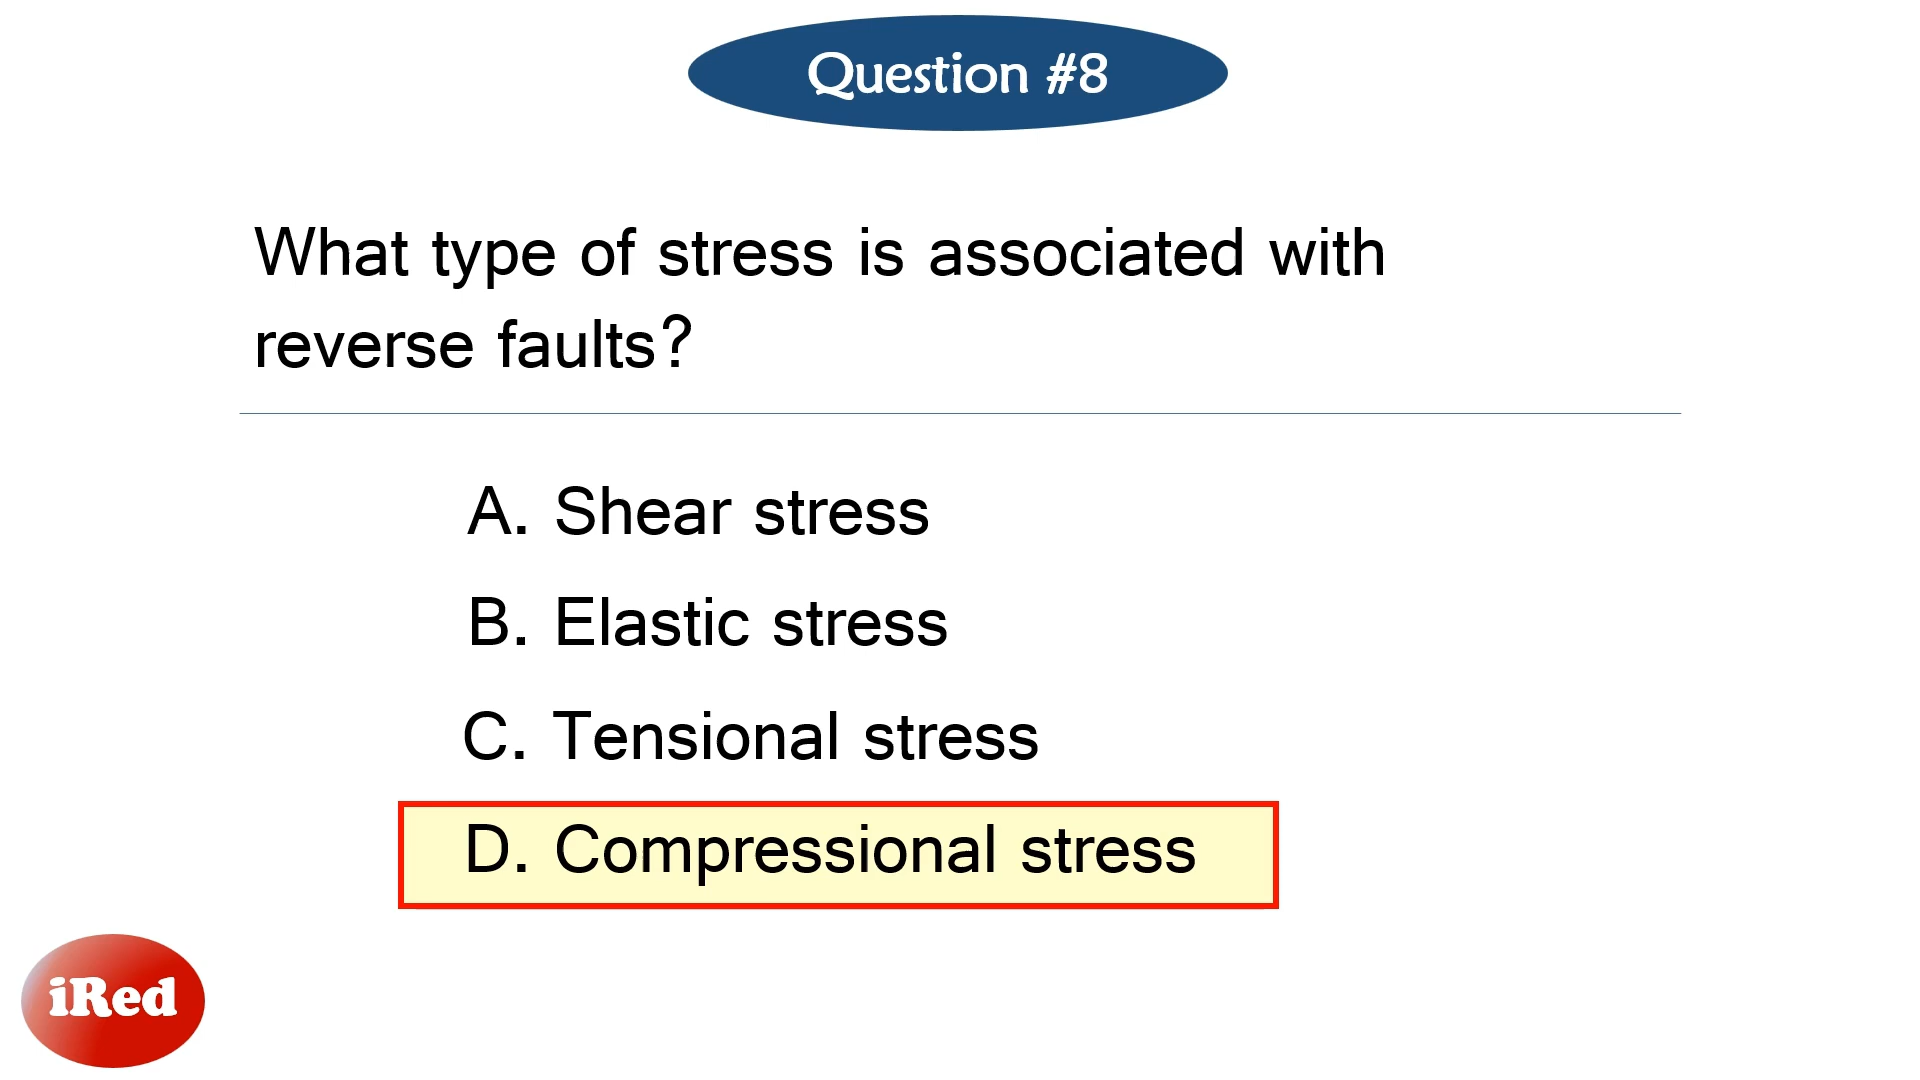 Question #8
What type of stress is associated with
reverse faults?
A. Shear stress
B. Elastic stress
C. Tensional stress
D. Compressional stress
iRed